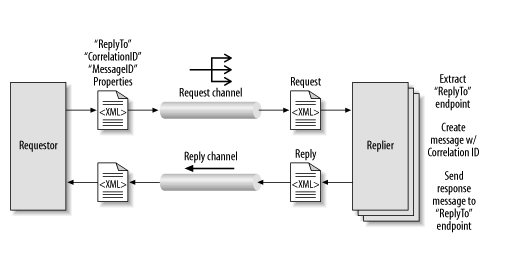 "ReplyTo"
"CorrelationID"
"MessageID"
Properties
Request channel
Request
<XML>
<XML>
Requestor
Replier
Reply channel
Reply
<XML>
<XML>
Extract
"ReplyTo"
endpoint
Create
message w/
Correlation ID
Send
response
message to
"ReplyTo"
endpoint